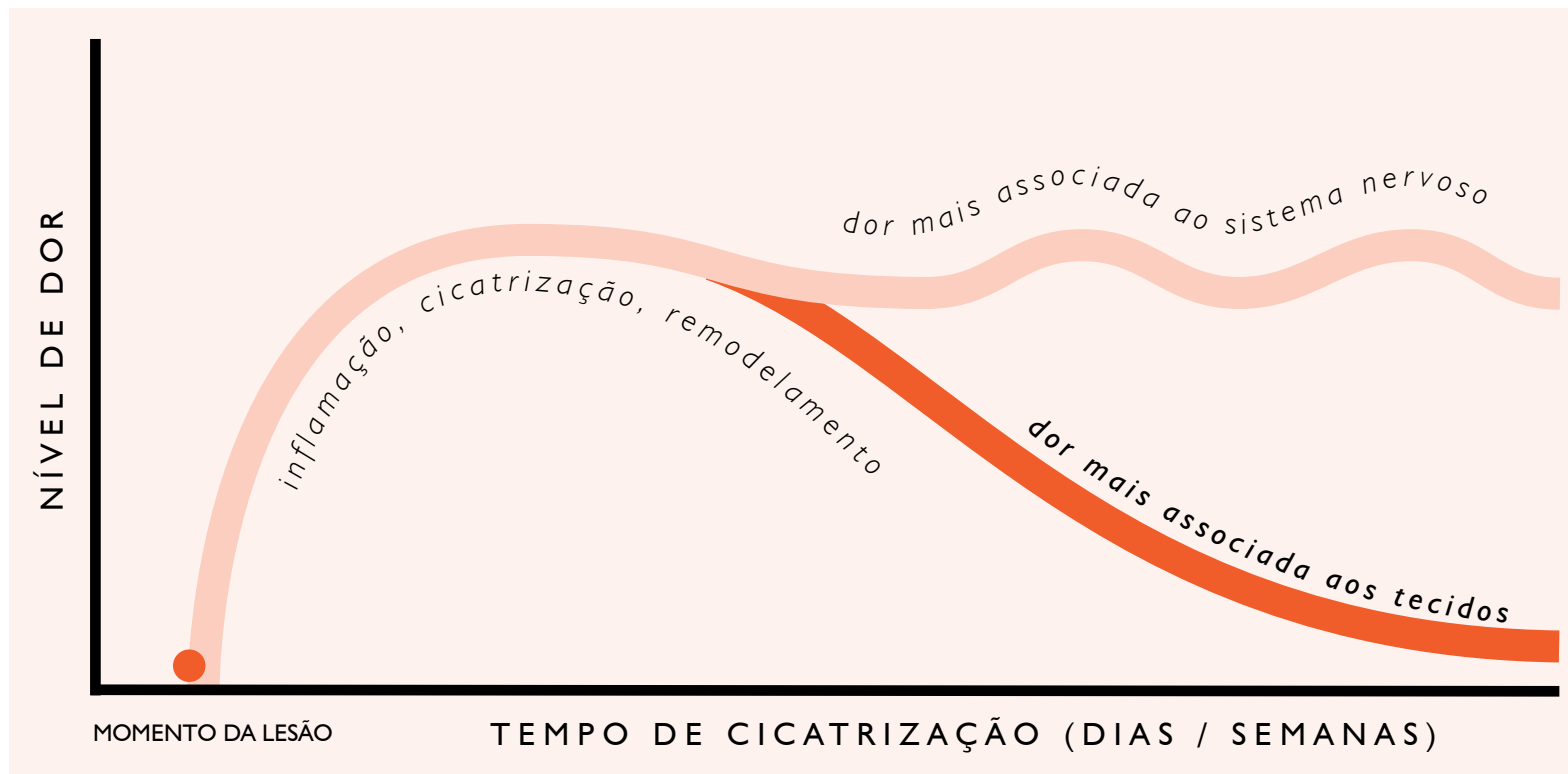 NÍVEL DE DOR
inflamação, cicatrização, remodelamento
dor mais associada ao sistema nervoso
dor mais associada aos tecidos
MOMENTO DA LESÃO
TEMPO DE CICATRIZAÇÃO (DIAS / SEMANAS)